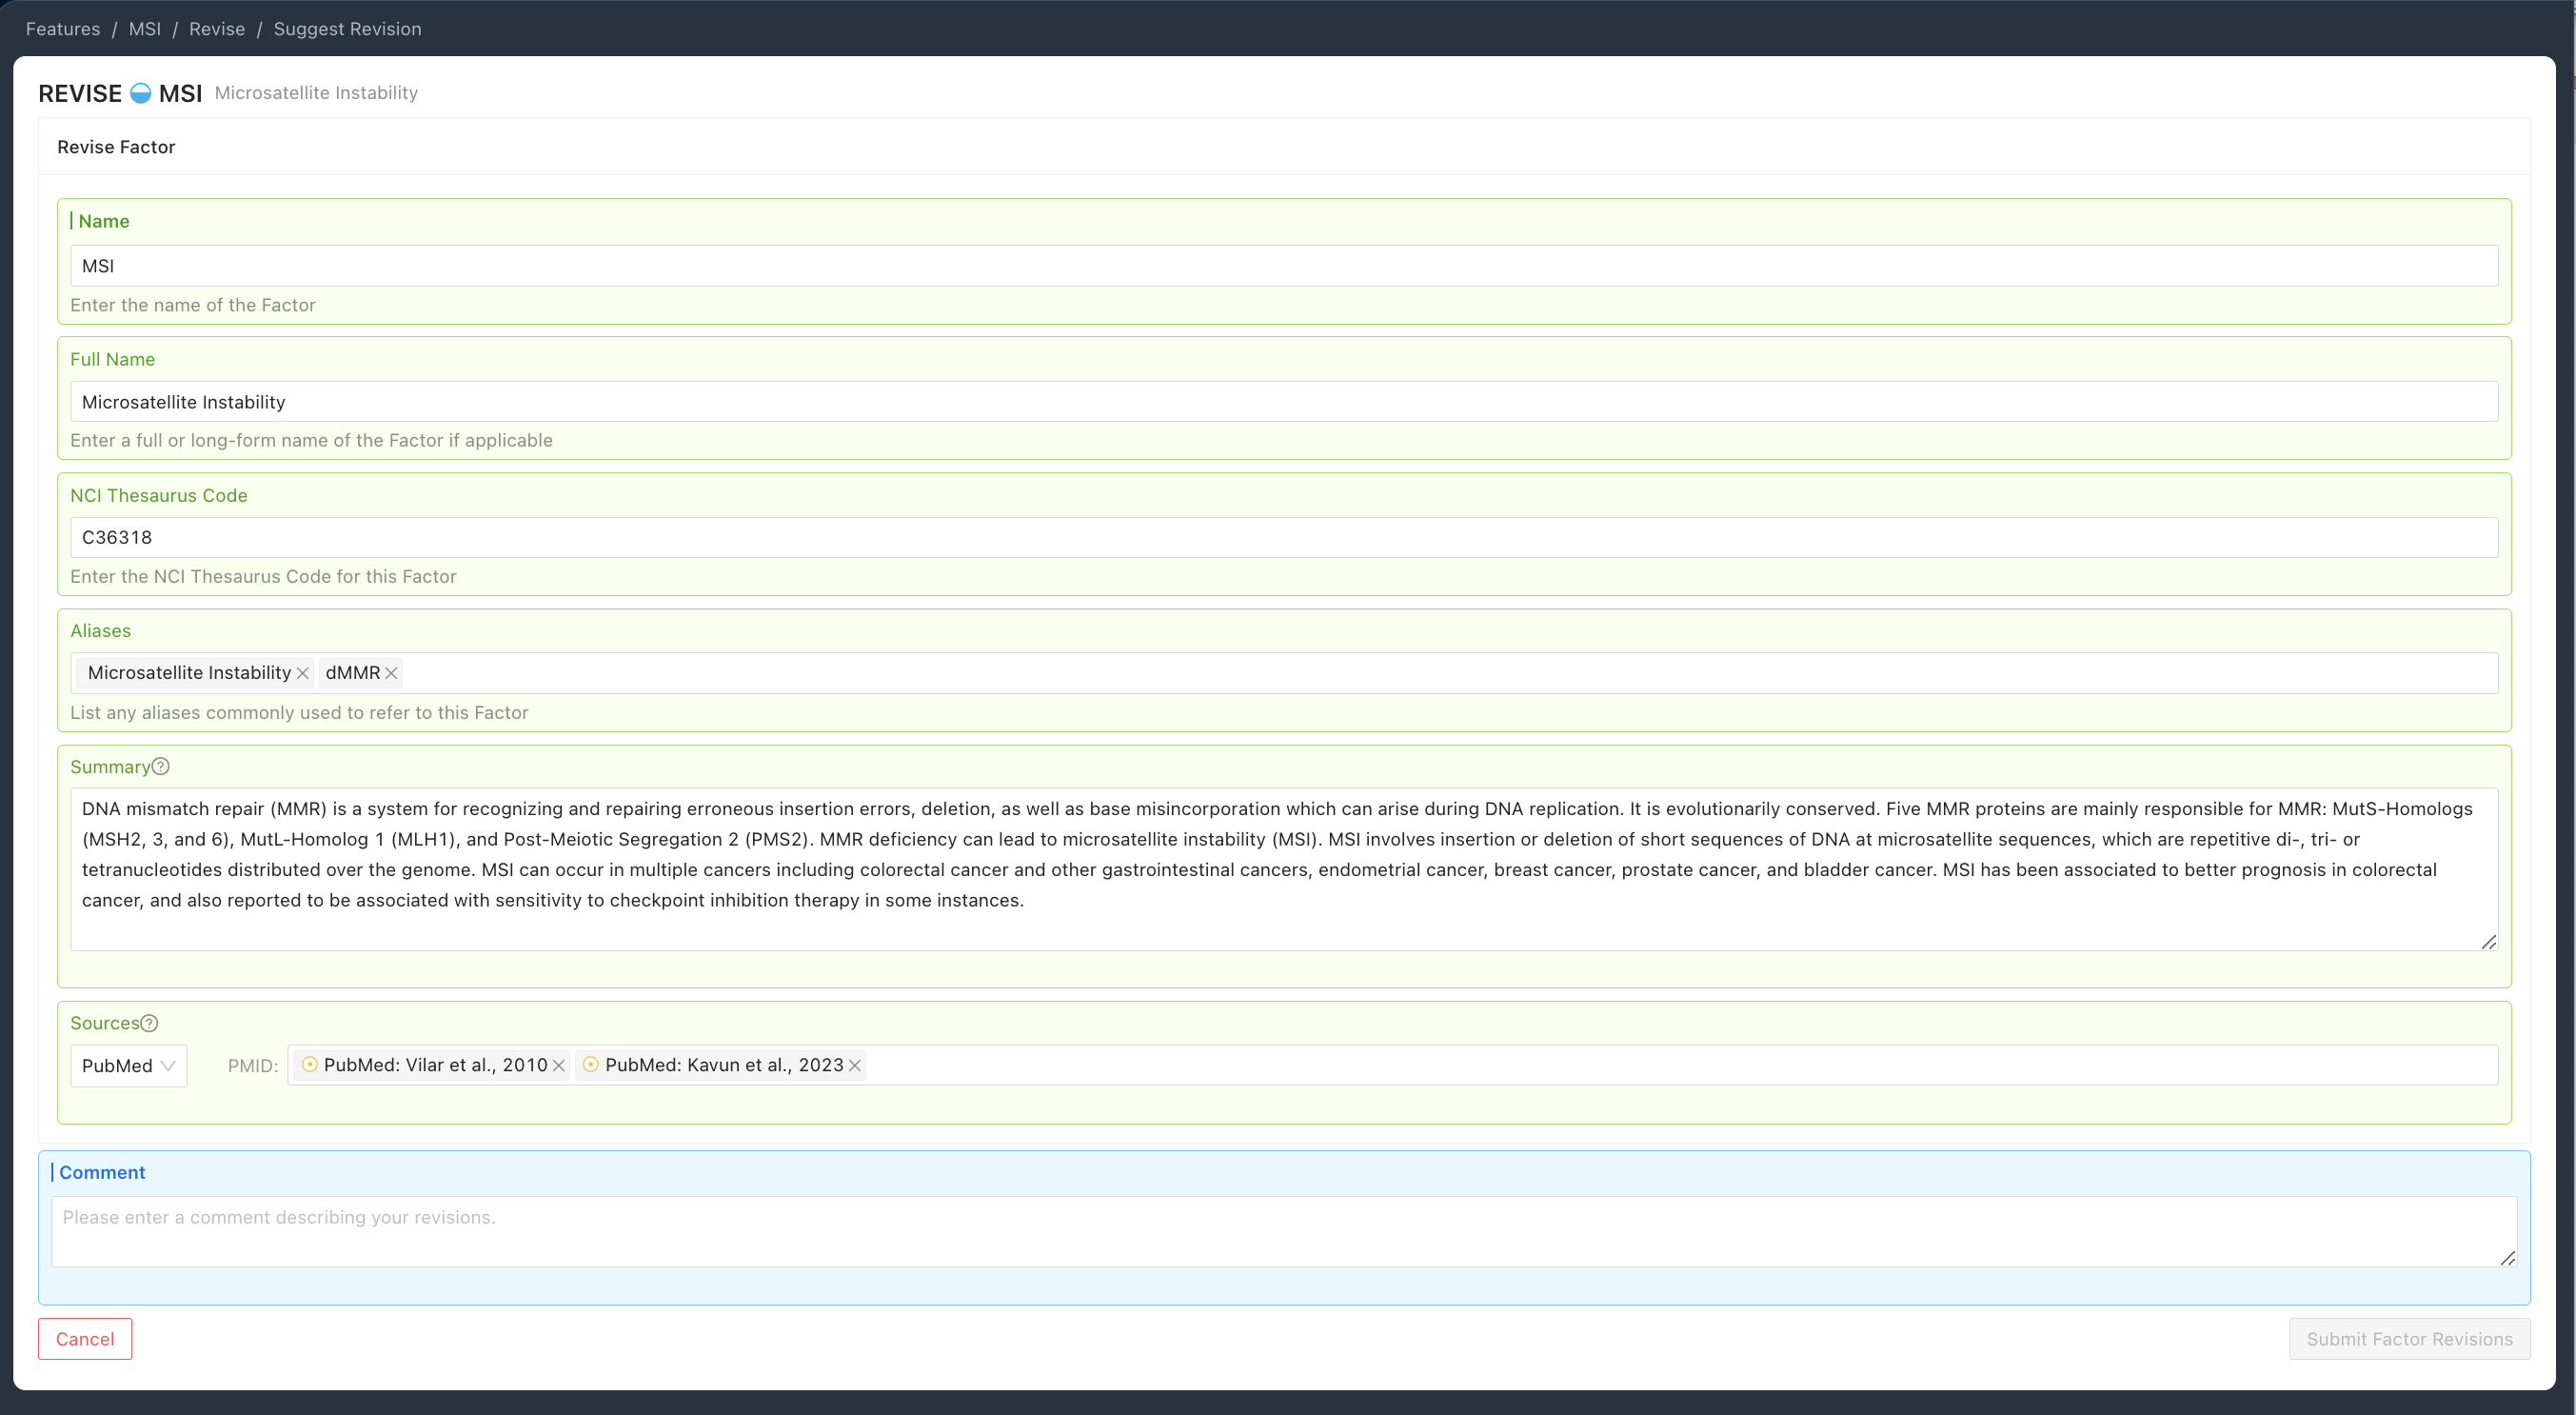 Features / MSI / Revise / Suggest Revision
REVISE MSI Microsatellite Instability
Revise Factor
Name
MSI
Enter the name of the Factor
Full Name
Microsatellite Instability
Enter a full or long-form name of the Factor if applicable
NCI Thesaurus Code
C36318
Enter the NCI Thesaurus Code for this Factor
Aliases
Microsatellite Instability dMMR
List any aliases commonly used to refer to this Factor
Summary
DNA mismatch repair (MMR) is a system for recognizing and repairing erroneous insertion errors, deletion, as well as base misincorporation which can arise during DNA replication. It is evolutionarily conserved. Five MMR proteins are mainly responsible for MMR: MutS-Homologs
(MSH2, 3, and 6), MutL-Homolog 1 (MLH1), and Post-Meiotic Segregation 2 (PMS2). MMR deficiency can lead to microsatellite instability (MSI). MSI involves insertion or deletion of short sequences of DNA at microsatellite sequences, which are repetitive di-, tri- or
tetranucleotides distributed over the genome. MSI can occur in multiple cancers including colorectal cancer and other gastrointestinal cancers, endometrial cancer, breast cancer, prostate cancer, and bladder cancer. MSI has been associated to better prognosis in colorectal
cancer, and also reported to be associated with sensitivity to checkpoint inhibition therapy in some instances.
Sources
PubMed PMID: PubMed: Vilar et al., 2010 PubMed: Kavun et al., 2023
Comment
Please enter a comment describing your revisions.
Cancel Submit Factor Revisions